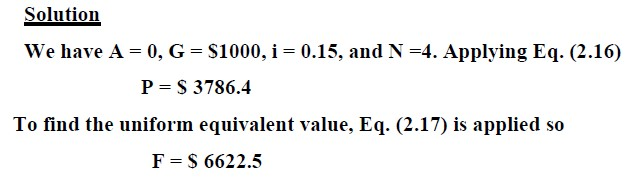 Solution
We have A = 0, G = $1000, i = 0.15, and N =4. Applying Eq. (2.16)
P = $ 3786.4
To find the uniform equivalent value, Eq. (2.17) is applied so
F = $ 6622.5